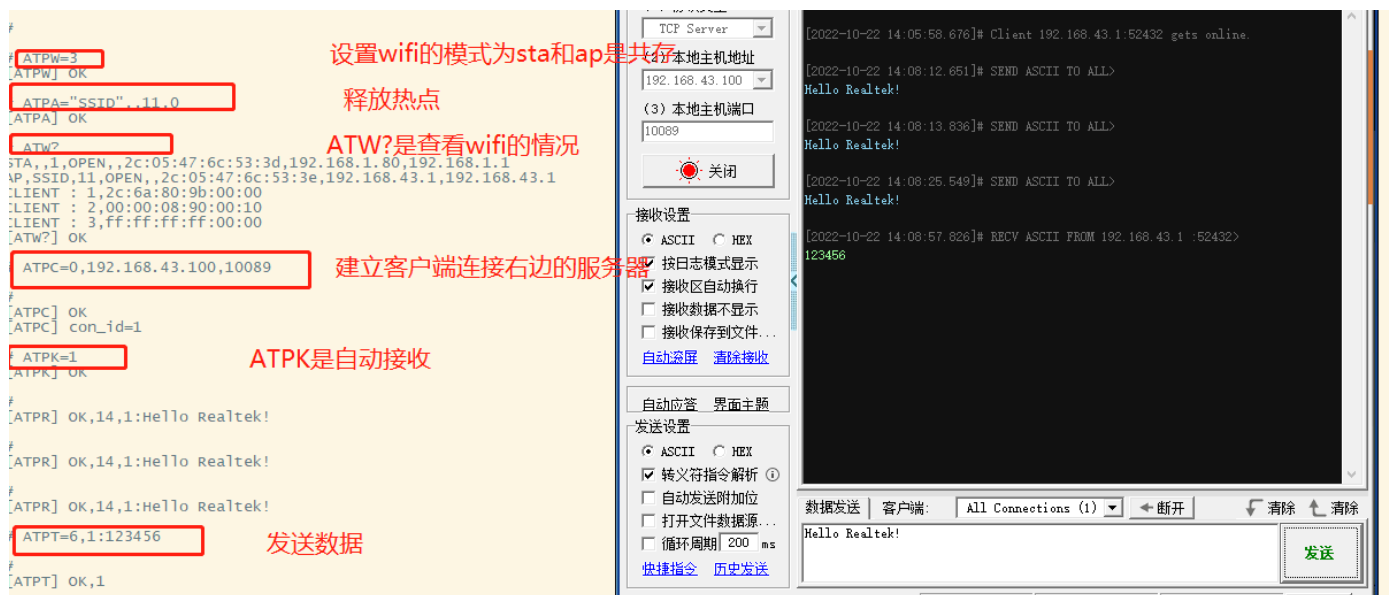 #
# ATPW=3
[ATPW] OK
设置wifi的模式为sta和ap是共存
ATPA="SSID",,11,0
[ATPA] OK
释放热点
ATW?
ATW?是查看wifi的情况
STA,,1,OPEN,,2c:05:47:6c:53:3d,192.168.1.80,192.168.1.1
AP,SSID,11,OPEN,,2c:05:47:6c:53:3e,192.168.43.1,192.168.43.1
CLIENT : 1,2c:6a:80:9b:00:00
CLIENT : 2,00:00:08:90:00:10
CLIENT : 3,ff:ff:ff:ff:00:00
[ATW?] OK
# ATPC=0,192.168.43.100,10089
建立客户端连接右边的服务器
#
[ATPC] OK
[ATPC] con_id=1
# ATPK=1
[ATPK] OK
ATPK是自动接收
#
[ATPR] OK,14,1:Hello Realtek!
#
[ATPR] OK,14,1:Hello Realtek!
#
[ATPR] OK,14,1:Hello Realtek!
# ATPT=6,1:123456
发送数据
#
[ATPT] OK,1
TCP Server
(2) 本地主机地址
192.168.43.100
(3) 本地主机端口
10089
关闭
接收设置
ASCII HEX
按日志模式显示
接收区自动换行
接收数据不显示
接收保存到文件...
自动滚屏 清除接收
自动应答 界面主题
发送设置
ASCII HEX
转义符指令解析
自动发送附加位
打开文件数据源...
循环周期 200 ms
快捷指令 历史发送
[2022-10-22 14:05:58.676]# Client 192.168.43.1:52432 gets online.
[2022-10-22 14:08:12.651]# SEND ASCII TO ALL>
Hello Realtek!
[2022-10-22 14:08:13.836]# SEND ASCII TO ALL>
Hello Realtek!
[2022-10-22 14:08:25.549]# SEND ASCII TO ALL>
Hello Realtek!
[2022-10-22 14:08:57.826]# RECV ASCII FROM 192.168.43.1 :52432>
123456
数据发送 客户端: All Connections (1) 断开 清除 清除
Hello Realtek!
发送